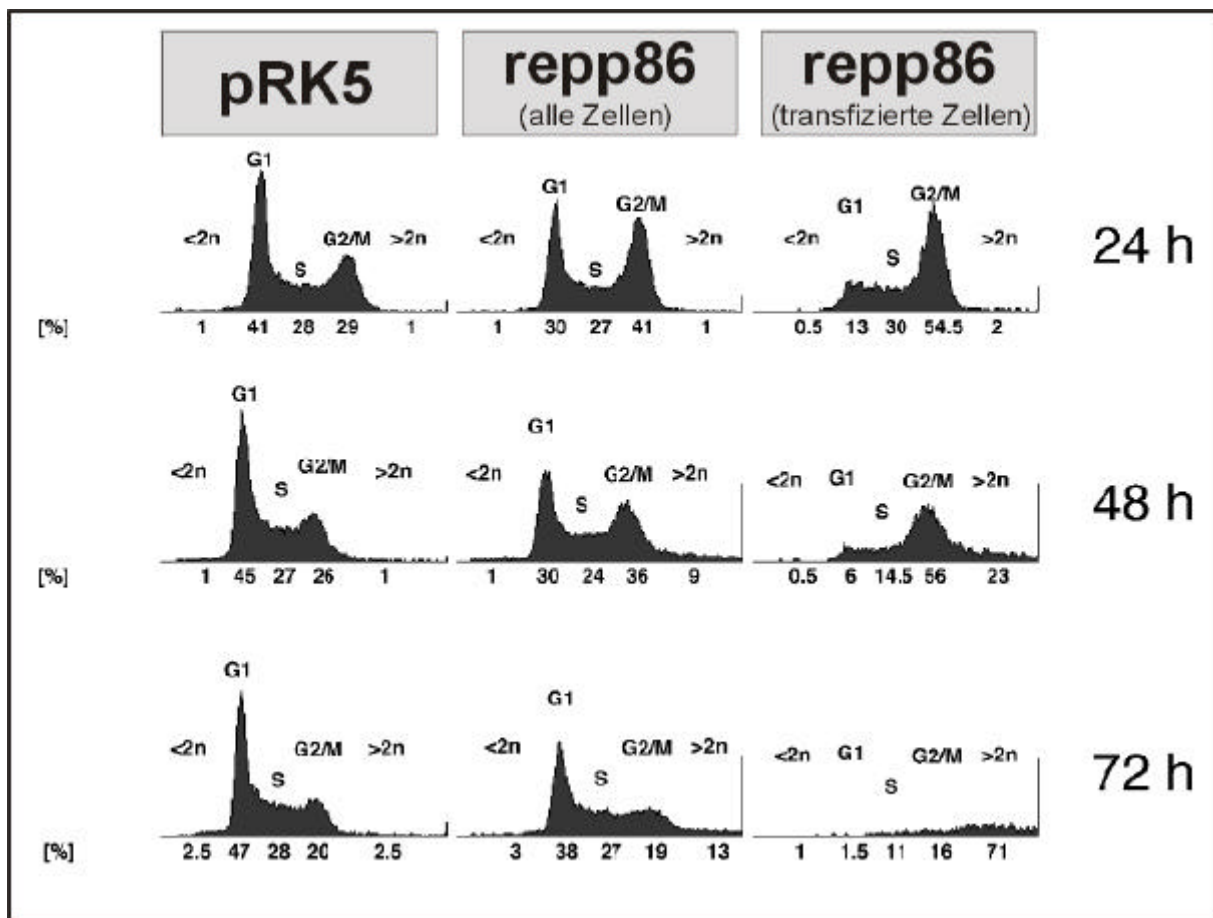 pRK5
repp86
(alle Zellen)
repp86
(transfizierte Zellen)
G1
<2n
S
G2/M
>2n
G1
<2n
S
G2/M
>2n
G1
<2n
S
G2/M
>2n
24 h
[%]
1 41 28 29 1
1 30 27 41 1
0.5 13 30 54.5 2
G1
<2n
S
G2/M
>2n
G1
<2n
S
G2/M
>2n
G1
<2n
S
G2/M
>2n
48 h
[%]
1 45 27 26 1
1 30 24 36 9
0.5 6 14.5 56 23
G1
<2n
S
G2/M
>2n
G1
<2n
S
G2/M
>2n
G1
<2n
S
G2/M
>2n
72 h
[%]
2.5 47 28 20 2.5
3 38 27 19 13
1 1.5 11 16 71